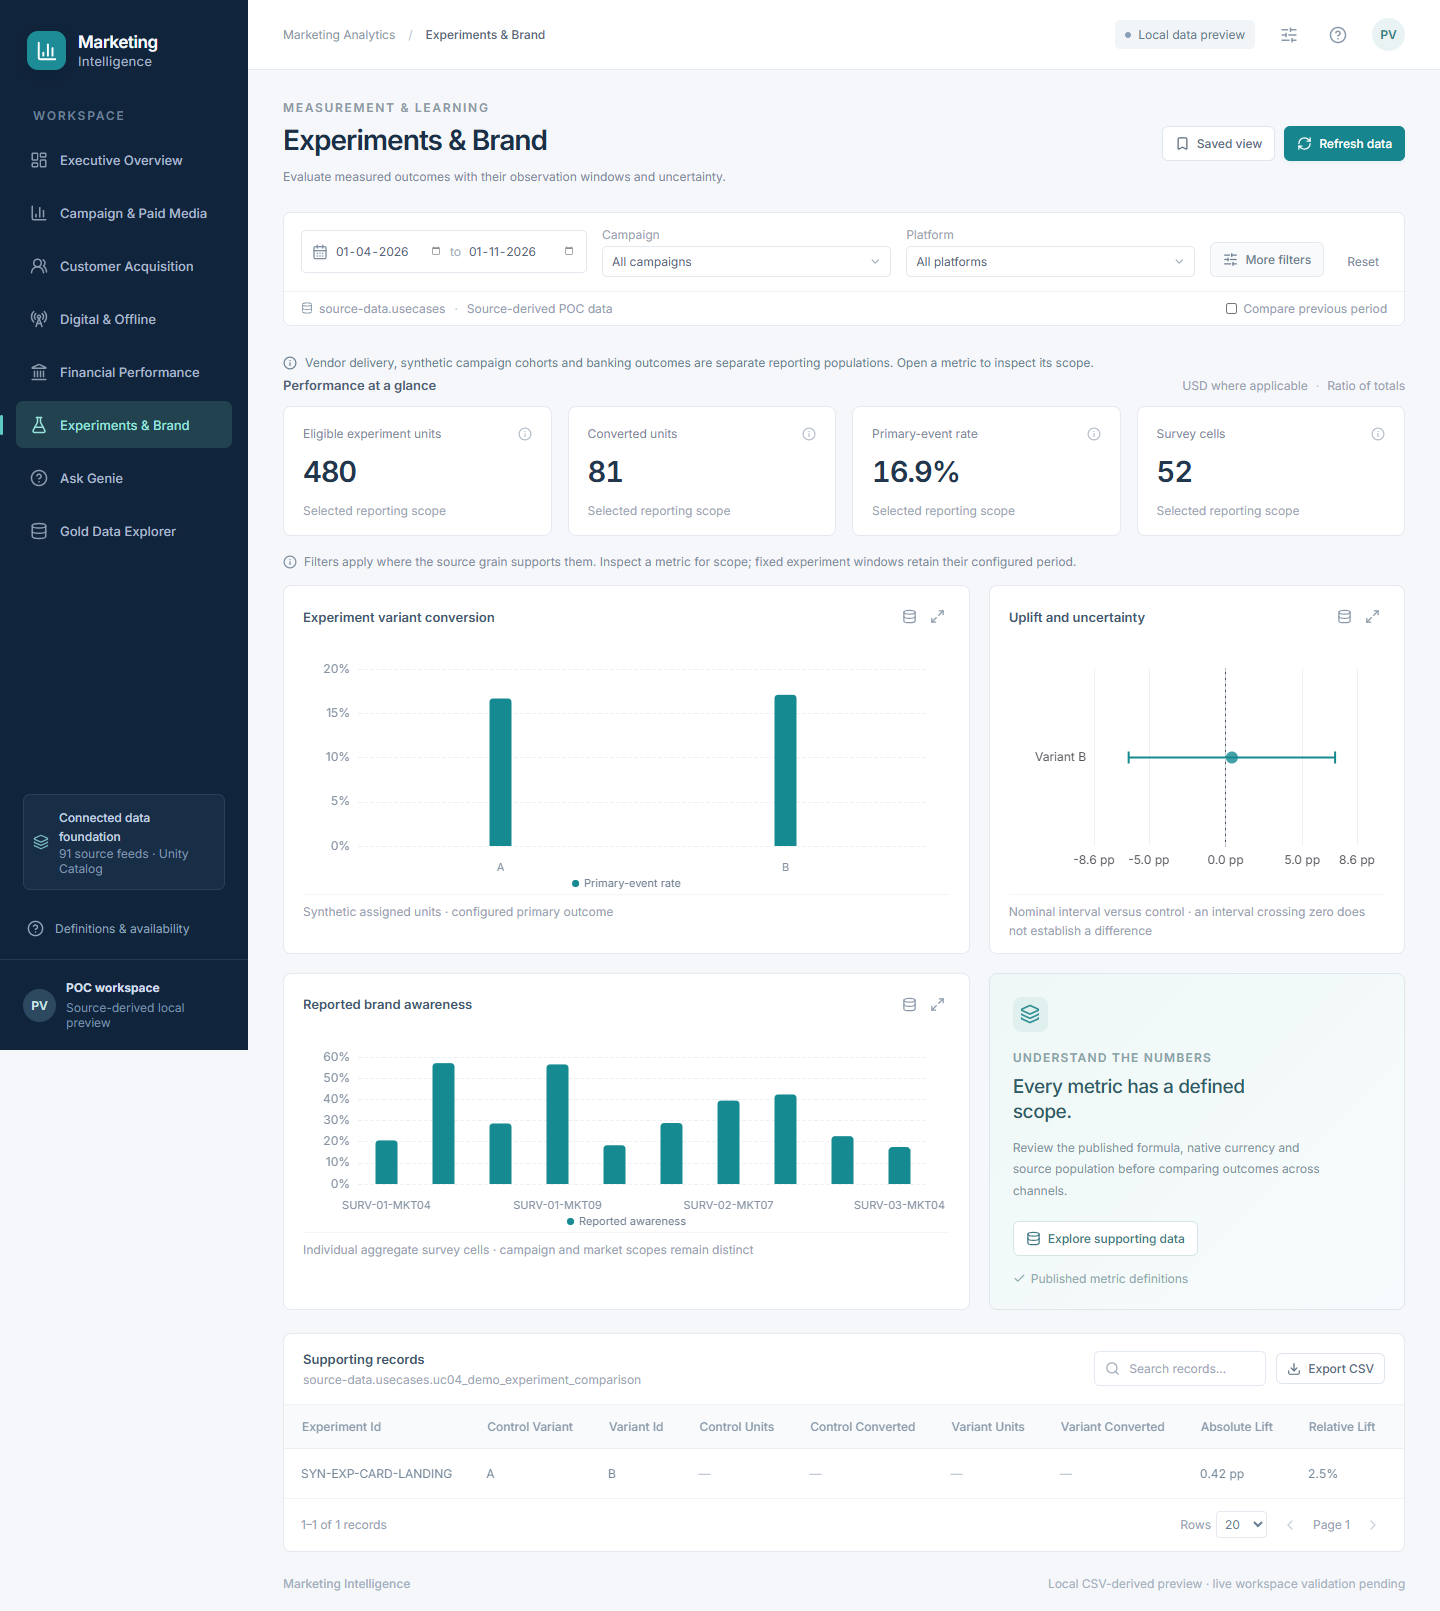 Marketing
Intelligence
WORKSPACE
Executive Overview
Campaign & Paid Media
Customer Acquisition
Digital & Offline
Financial Performance
Experiments & Brand
Ask Genie
Gold Data Explorer
Connected data
foundation
91 source feeds · Unity
Catalog
Definitions & availability
PV
POC workspace
Source-derived local
preview
Marketing Analytics / Experiments & Brand
Local data preview
PV
MEASUREMENT & LEARNING
Experiments & Brand
Evaluate measured outcomes with their observation windows and uncertainty.
Saved view
Refresh data
01-04-2026 to 01-11-2026
Campaign
All campaigns
Platform
All platforms
More filters
Reset
source-data.usecases · Source-derived POC data
Compare previous period
Vendor delivery, synthetic campaign cohorts and banking outcomes are separate reporting populations. Open a metric to inspect its scope.
Performance at a glance
USD where applicable · Ratio of totals
Eligible experiment units
480
Selected reporting scope
Converted units
81
Selected reporting scope
Primary-event rate
16.9%
Selected reporting scope
Survey cells
52
Selected reporting scope
Filters apply where the source grain supports them. Inspect a metric for scope; fixed experiment windows retain their configured period.
Experiment variant conversion
20%
15%
10%
5%
0%
A B
Primary-event rate
Synthetic assigned units · configured primary outcome
Uplift and uncertainty
Variant B
-8.6 pp -5.0 pp 0.0 pp 5.0 pp 8.6 pp
Nominal interval versus control · an interval crossing zero does
not establish a difference
Reported brand awareness
60%
50%
40%
30%
20%
10%
0%
SURV-01-MKT04 SURV-01-MKT09 SURV-02-MKT07 SURV-03-MKT04
Reported awareness
Individual aggregate survey cells · campaign and market scopes remain distinct
UNDERSTAND THE NUMBERS
Every metric has a defined
scope.
Review the published formula, native currency and
source population before comparing outcomes across
channels.
Explore supporting data
Published metric definitions
Supporting records
source-data.usecases.uc04_demo_experiment_comparison
Search records...
Export CSV
Experiment Id Control Variant Variant Id Control Units Control Converted Variant Units Variant Converted Absolute Lift Relative Lift
SYN-EXP-CARD-LANDING A B — — — — 0.42 pp 2.5%
1–1 of 1 records
Rows 20 Page 1
Marketing Intelligence
Local CSV-derived preview · live workspace validation pending